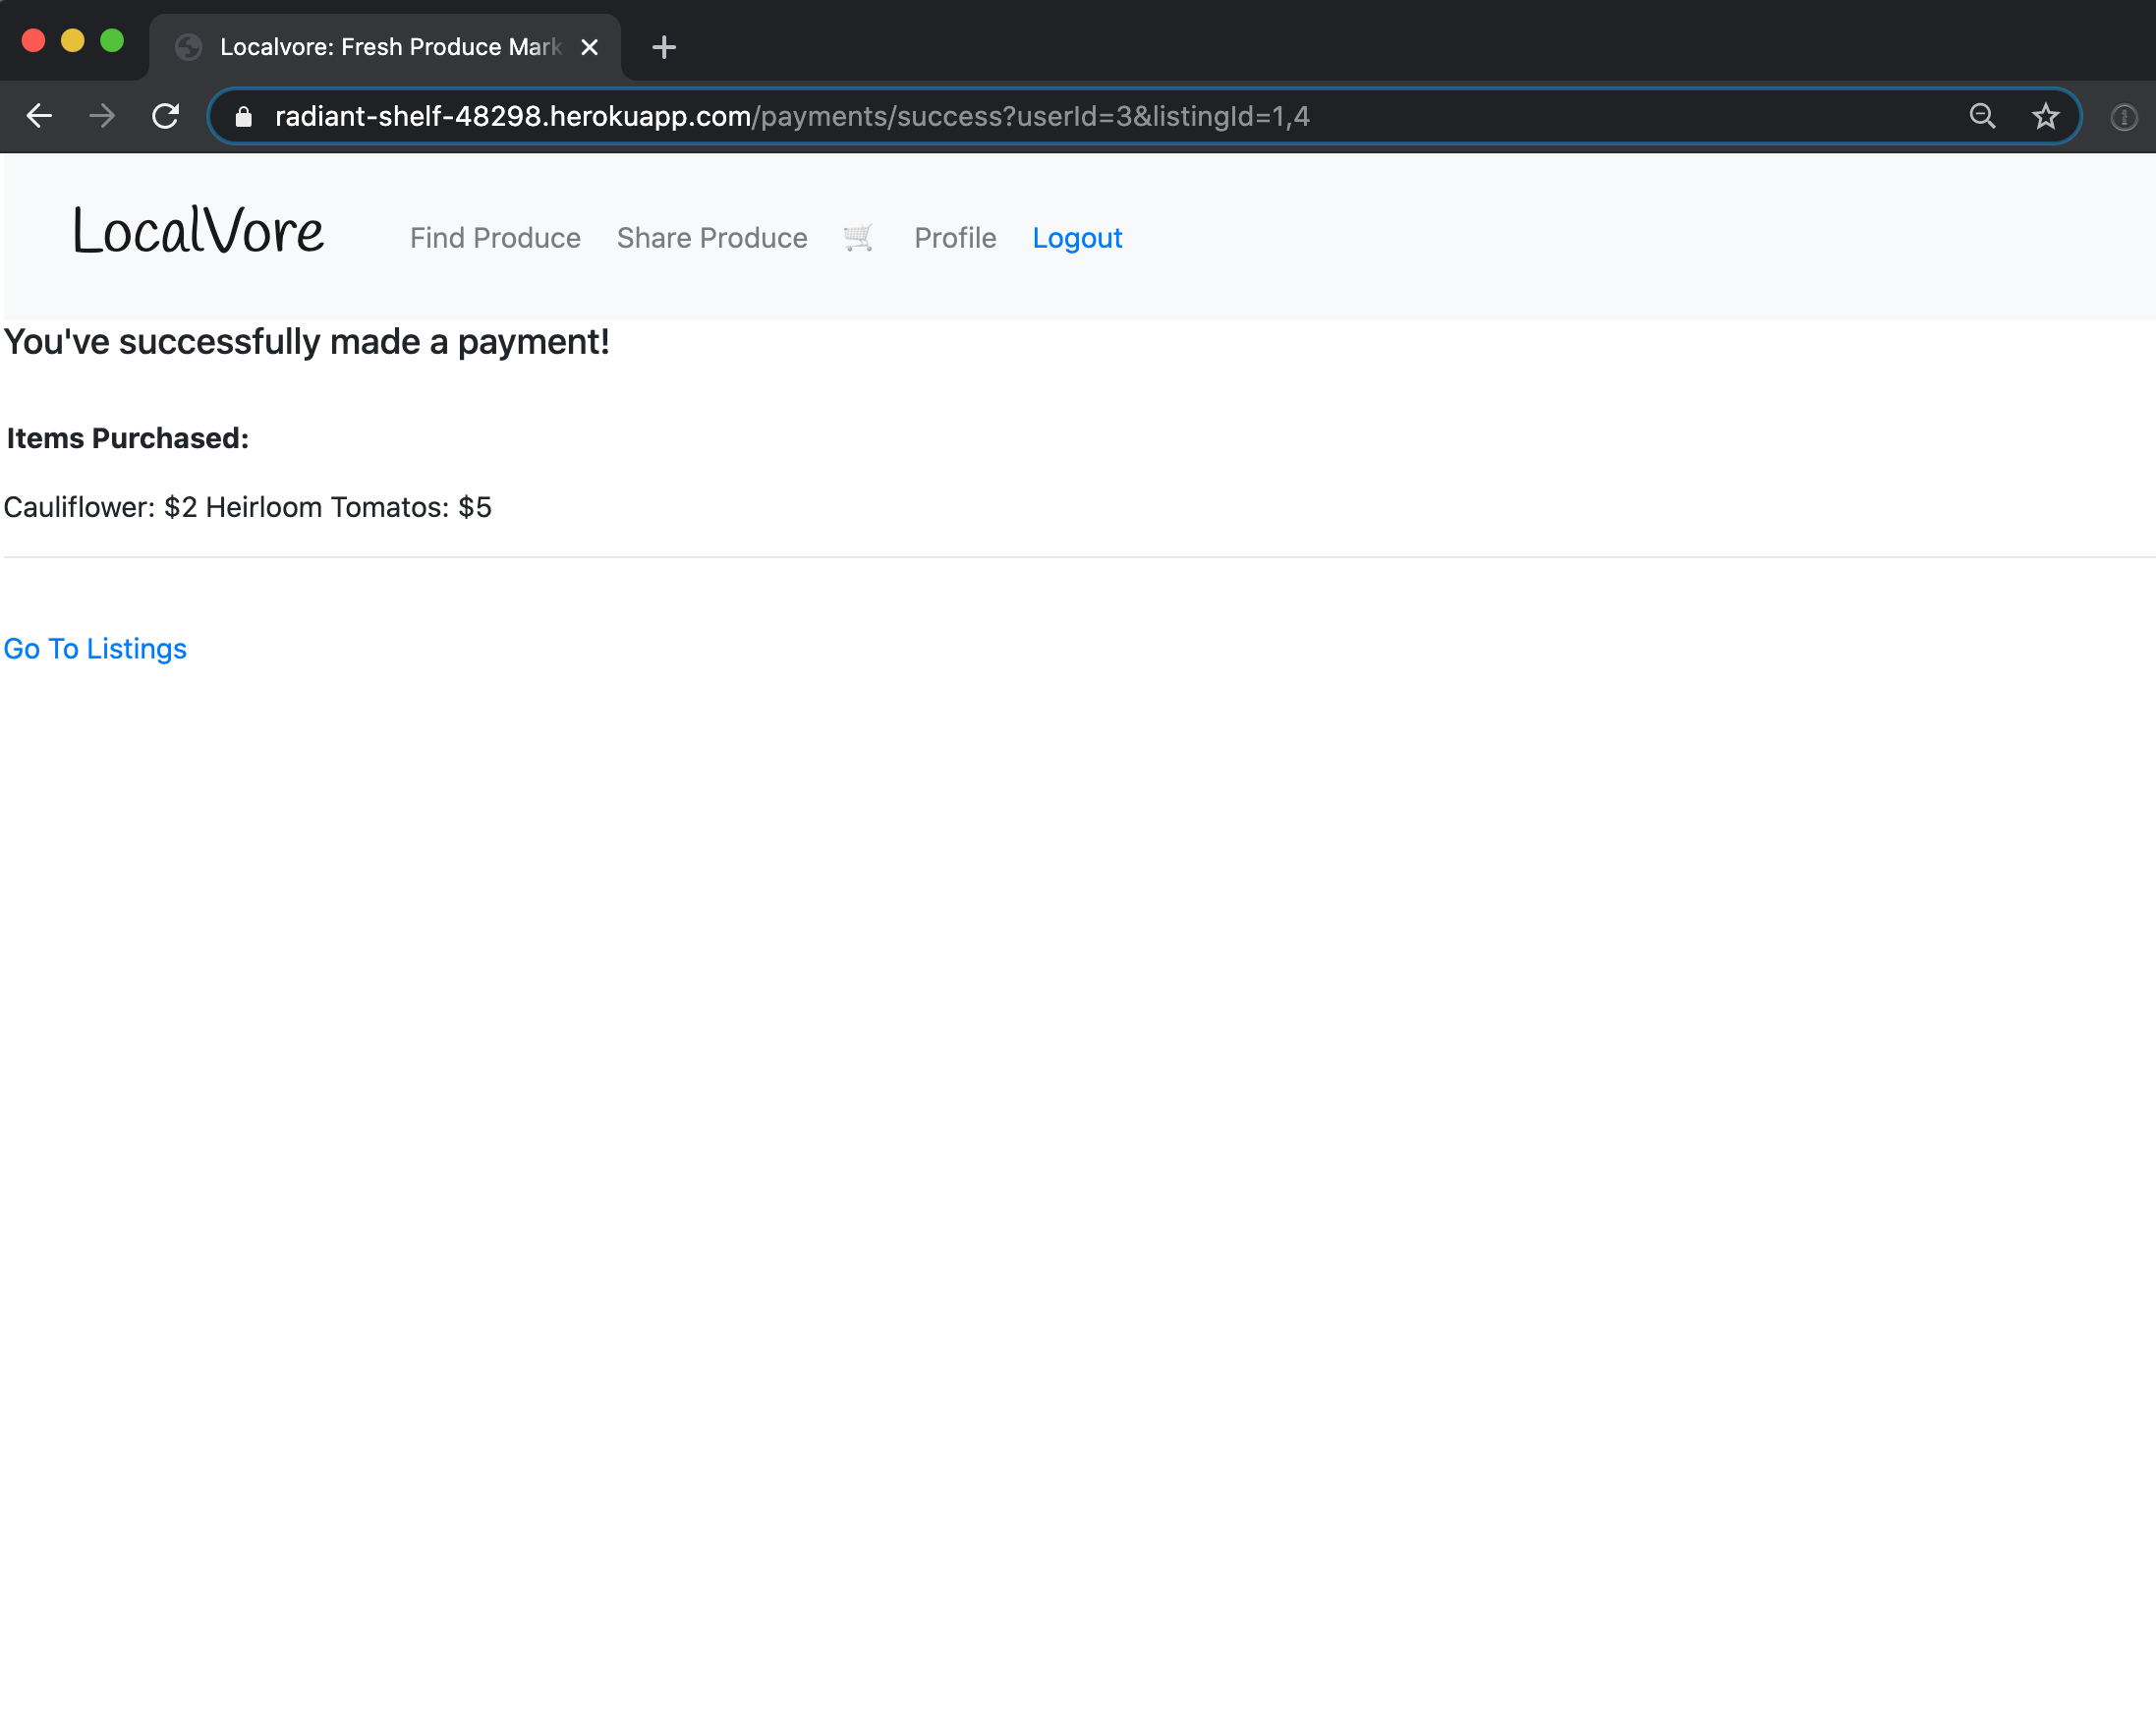 Localvore: Fresh Produce Mark
radiant-shelf-48298.herokuapp.com/payments/success?userId=3&listingId=1,4
LocalVore Find Produce Share Produce Profile Logout
You've successfully made a payment!
Items Purchased:
Cauliflower: $2 Heirloom Tomatos: $5
Go To Listings